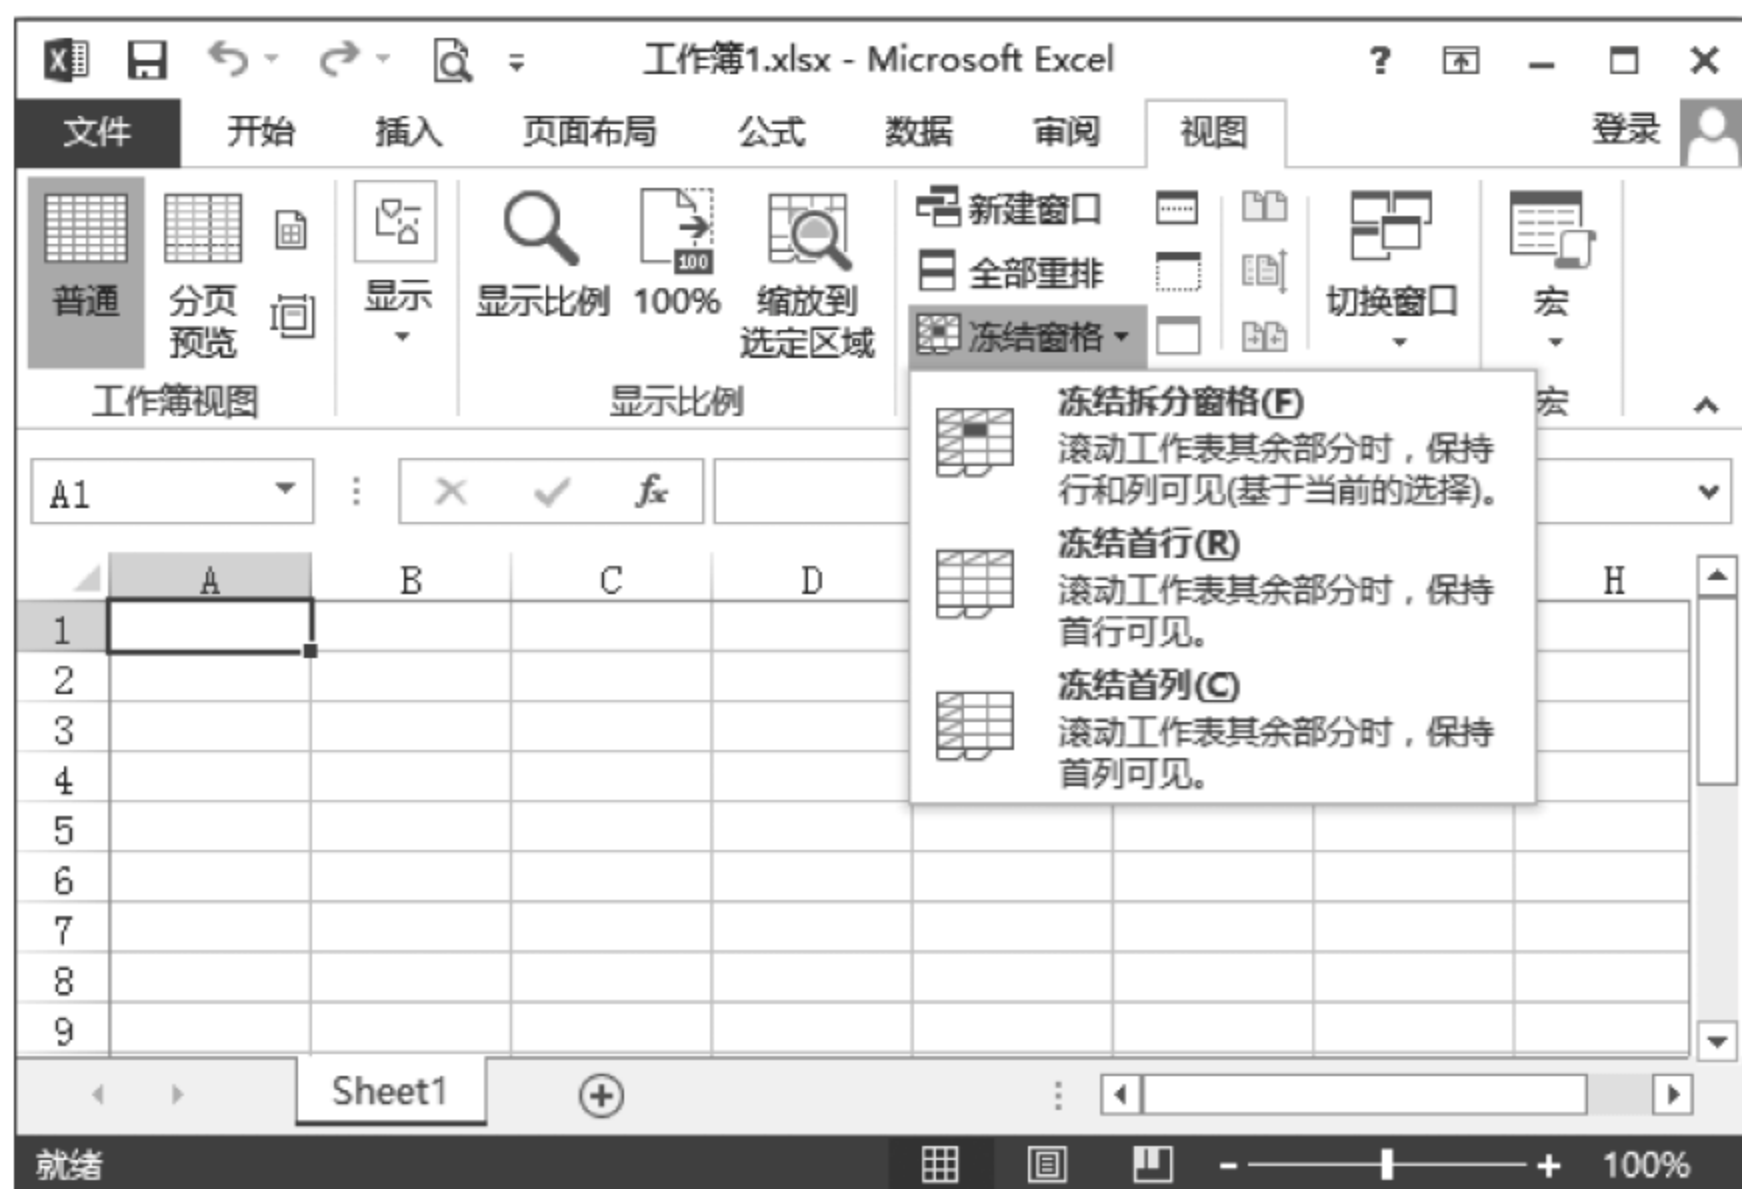 工作簿1.xlsx - Microsoft Excel
?
文件 开始 插入 页面布局 公式 数据 审阅 视图 登录
普通
分页
预览
显示
显示比例
100
100%
缩放到
选定区域
新建窗口
全部重排
冻结窗格
切换窗口
宏
工作簿视图
显示比例
宏
冻结拆分窗格(F)
滚动工作表其余部分时，保持
行和列可见(基于当前的选择)。
冻结首行(R)
滚动工作表其余部分时，保持
首行可见。
冻结首列(C)
滚动工作表其余部分时，保持
首列可见。
A1
fx
A B C D H
1
2
3
4
5
6
7
8
9
Sheet1
就绪
100%